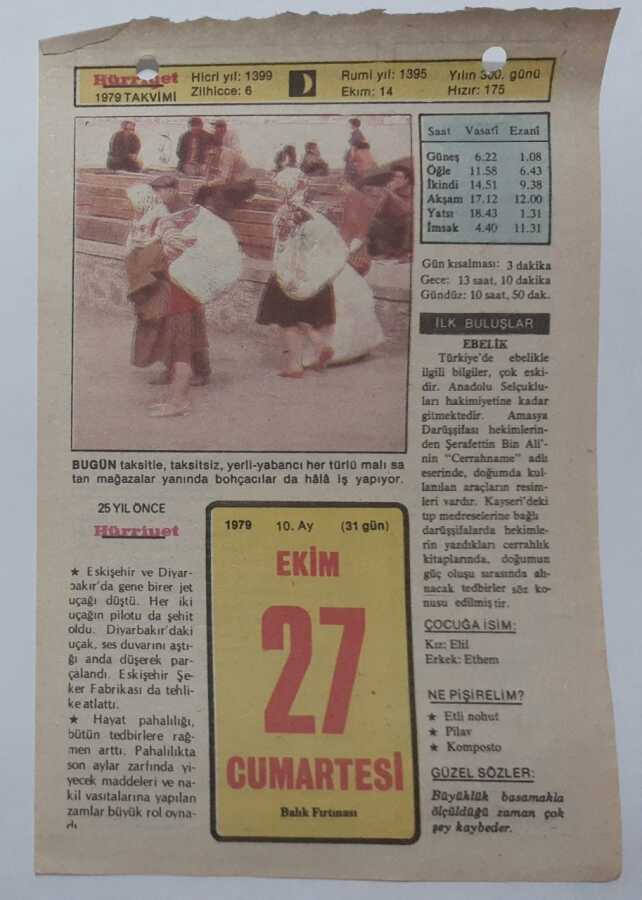 Hürriyet
1979 TAKVİMİ
Hicri yıl: 1399
Zilhicce: 6
Rumi yıl: 1395
Ekim: 14
Yılın 300. günü
Hızır: 175
Saat Vasatî Ezanî
Güneş 6.22 1.08
Öğle 11.58 6.43
İkindi 14.51 9.38
Akşam 17.12 12.00
Yatsı 18.43 1.31
İmsak 4.40 11.31
Gün kısalması: 3 dakika
Gece: 13 saat, 10 dakika
Gündüz: 10 saat, 50 dak.
İLK BULUŞLAR
EBELİK
Türkiye'de ebelikle
ilgili bilgiler, çok eski-
dir. Anadolu Selçuklu-
ları hakimiyetine kadar
gitmektedir. Amasya
Darüşşifası hekimlerin-
den Şerafettin Bin Ali'-
nin "Cerrahname" adlı
eserinde, doğumda kul-
lanılan araçların resim-
leri vardır. Kayseri'deki
tıp medreselerine bağlı
darüşşifalarda hekimle-
rin yazdıkları cerrahlık
kitaplarında, doğumun
güç oluşu sırasında alı-
nacak tedbirler söz ko-
nusu edilmiştir.
ÇOCUĞA İSİM:
Kız: Elil
Erkek: Ethem
NE PİŞİRELİM?
★ Etli nohut
★ Pilav
★ Komposto
GÜZEL SÖZLER:
Büyüklük basamakla
ölçüldüğü zaman çok
şey kaybeder.
BUGÜN taksitle, taksitsiz, yerli-yabancı her türlü malı sa
tan mağazalar yanında bohçacılar da hâlâ iş yapıyor.
25 YIL ÖNCE
Hürriyet
★ Eskişehir ve Diyar-
bakır'da gene birer jet
uçağı düştü. Her iki
uçağın pilotu da şehit
oldu. Diyarbakır'daki
uçak, ses duvarını aştı-
ğı anda düşerek par-
çalandı. Eskişehir Şe-
ker Fabrikası da tehli-
ke atlattı.
★ Hayat pahalılığı,
bütün tedbirlere rağ-
men arttı. Pahalılıkta
son aylar zarfında yi-
yecek maddeleri ve na-
kil vasıtalarına yapılan
zamlar büyük rol oyna-
dı.
1979 10. Ay (31 gün)
EKİM
27
CUMARTESİ
Balık Fırtınası